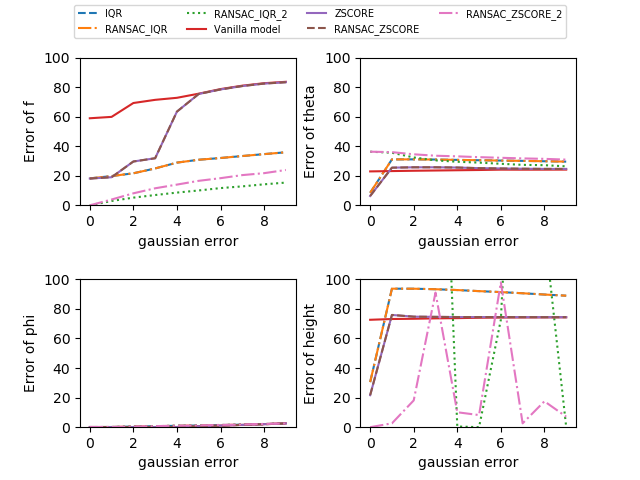 IQR
RANSAC_IQR
RANSAC_IQR_2
Vanilla model
ZSCORE
RANSAC_ZSCORE
RANSAC_ZSCORE_2
Error of f
100
80
60
40
20
0
0 2 4 6 8
gaussian error
Error of theta
100
80
60
40
20
0
0 2 4 6 8
gaussian error
Error of phi
100
80
60
40
20
0
0 2 4 6 8
gaussian error
Error of height
100
80
60
40
20
0
0 2 4 6 8
gaussian error